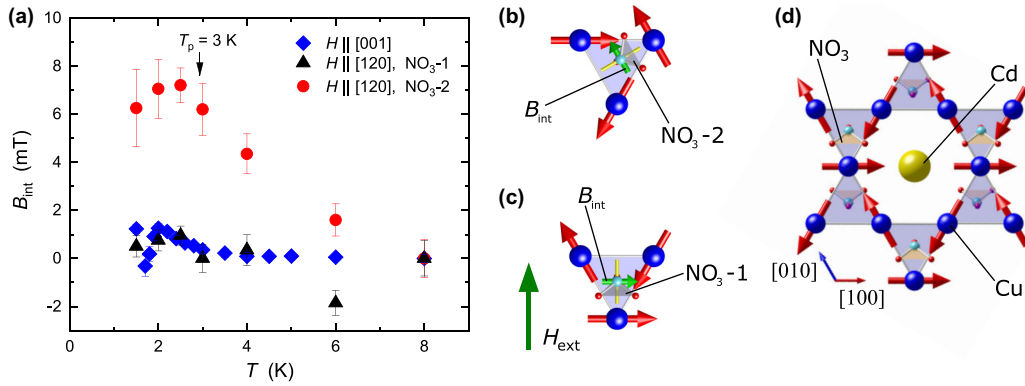 (a)
T_p = 3 K
H || [001]
H || [120], NO₃-1
H || [120], NO₃-2
B_int (mT)
10
8
6
4
2
0
-2
0
2
4
6
8
T (K)
(b)
B_int
NO₃-2
(c)
B_int
NO₃-1
H_ext
(d)
NO₃
Cd
[010]
[100]
Cu